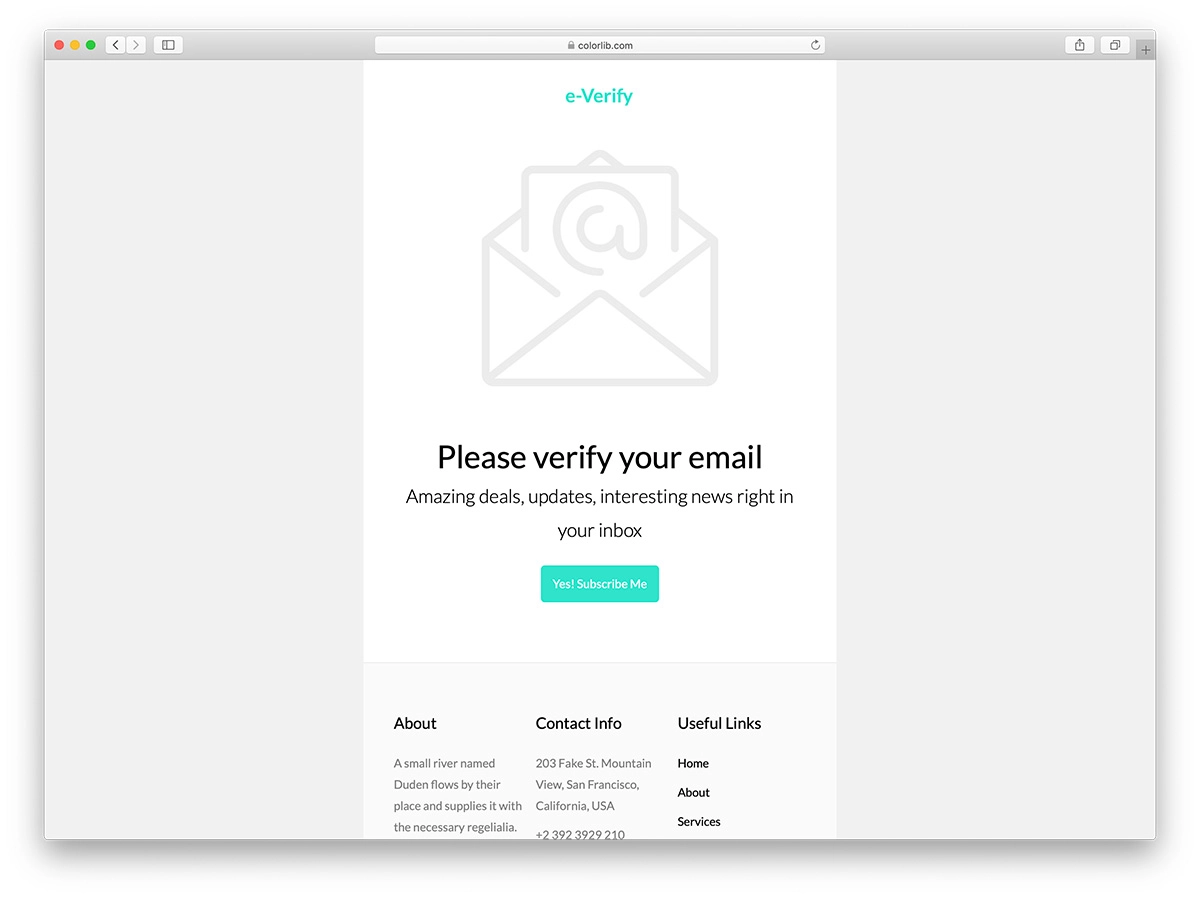 colorlib.com
e-Verify
Please verify your email
Amazing deals, updates, interesting news right in
your inbox
Yes! Subscribe Me
About
A small river named
Duden flows by their
place and supplies it with
the necessary regelialia.
Contact Info
203 Fake St. Mountain
View, San Francisco,
California, USA
+2 392 3929 210
Useful Links
Home
About
Services